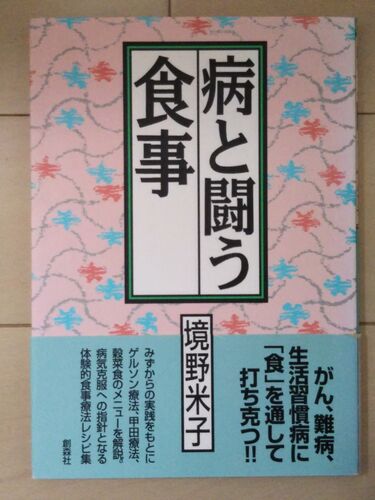 病と闘う
食事
境野米子
がん、難病、
生活習慣病に
「食」を通して
打ち克つ!!
みずからの実践をもとに
ゲルソン療法、甲田療法、
穀菜食のメニューを解説。
病気克服への指針となる
体験的食事療法レシピ集
創森社